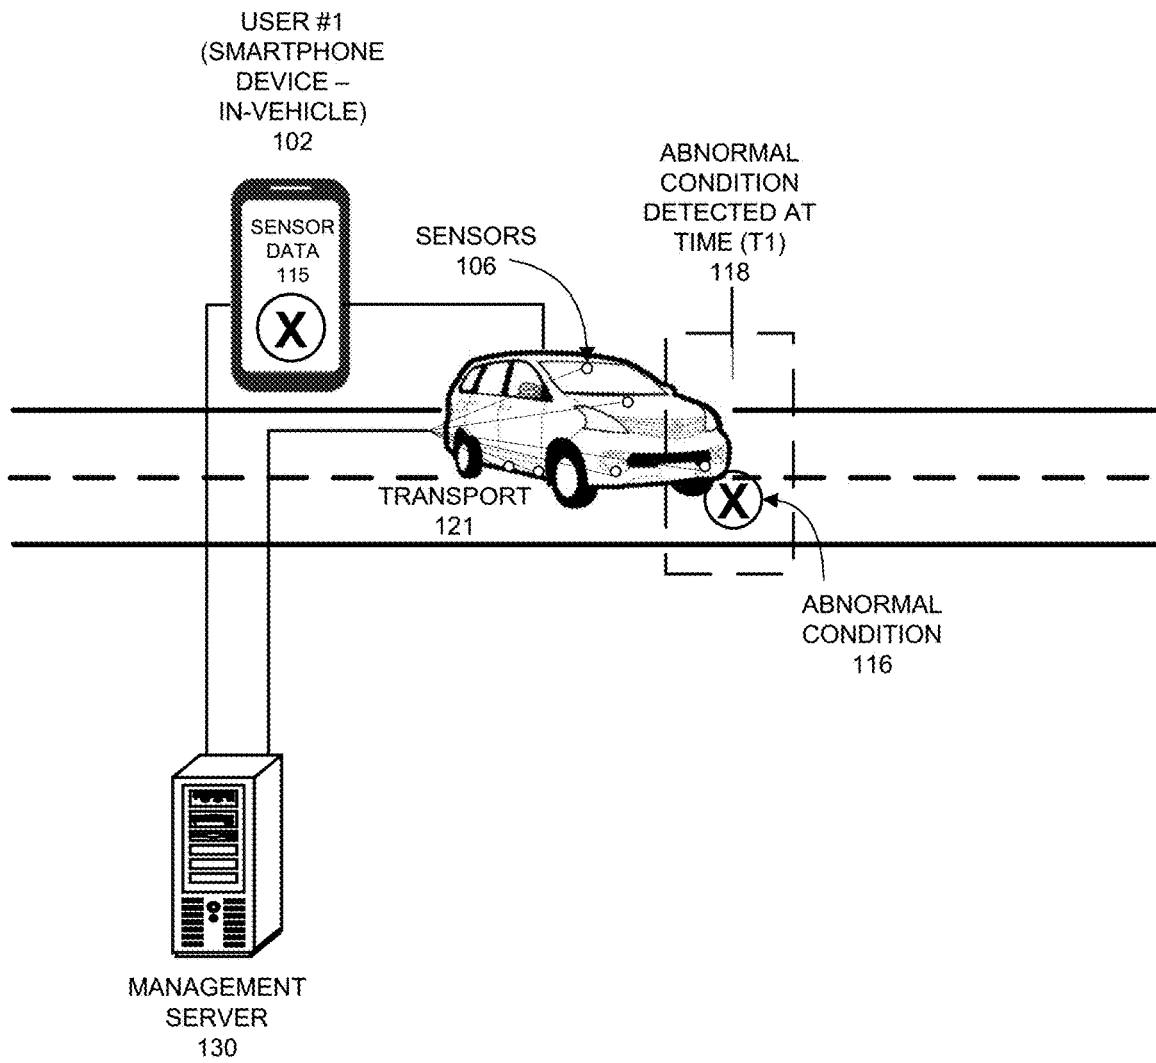 USER #1
(SMARTPHONE
DEVICE –
IN-VEHICLE)
102
SENSOR
DATA
115
X
SENSORS
106
ABNORMAL
CONDITION
DETECTED AT
TIME (T1)
118
TRANSPORT
121
X
ABNORMAL
CONDITION
116
MANAGEMENT
SERVER
130